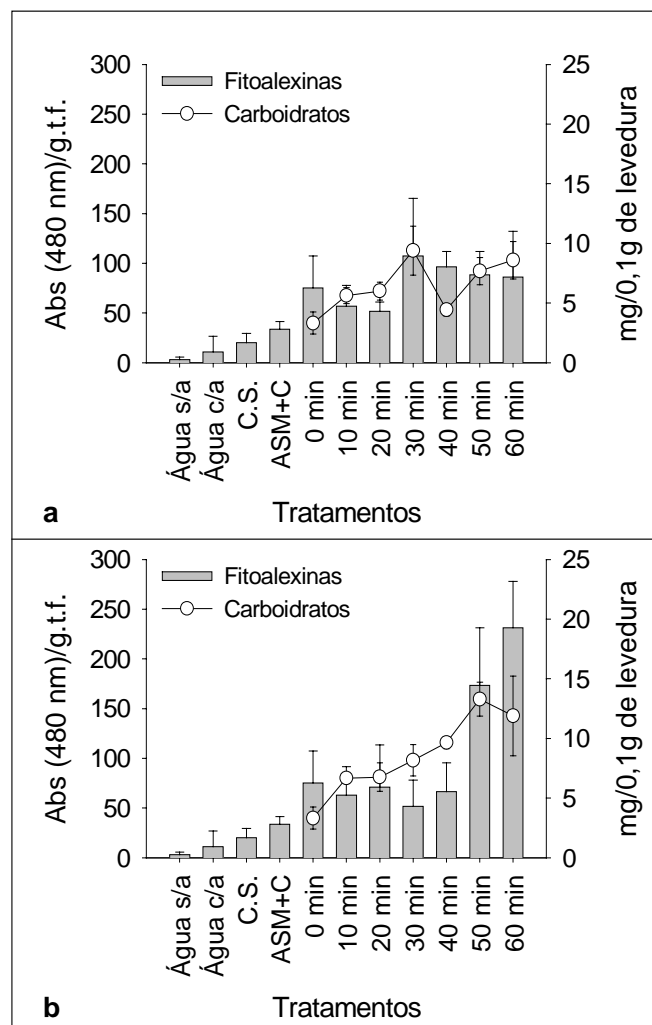 300
250
200
150
100
50
0
Abs (480 nm)/g.t.f.
Fitoalexinas
Carboidratos
25
20
15
10
5
0
mg/0,1g de levedura
Água s/a
Água c/a
C.S.
ASM+C
0 min
10 min
20 min
30 min
40 min
50 min
60 min
a
Tratamentos
300
250
200
150
100
50
0
Abs (480 nm)/g.t.f.
Fitoalexinas
Carboidratos
25
20
15
10
5
0
mg/0,1g de levedura
Água s/a
Água c/a
C.S.
ASM+C
0 min
10 min
20 min
30 min
40 min
50 min
60 min
b
Tratamentos